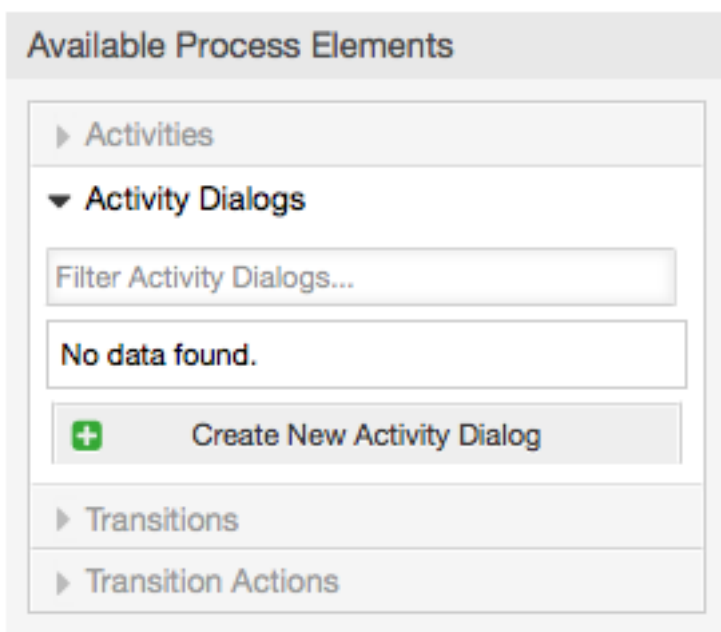 Available Process Elements
Activities
Activity Dialogs
Filter Activity Dialogs...
No data found.
Create New Activity Dialog
Transitions
Transition Actions